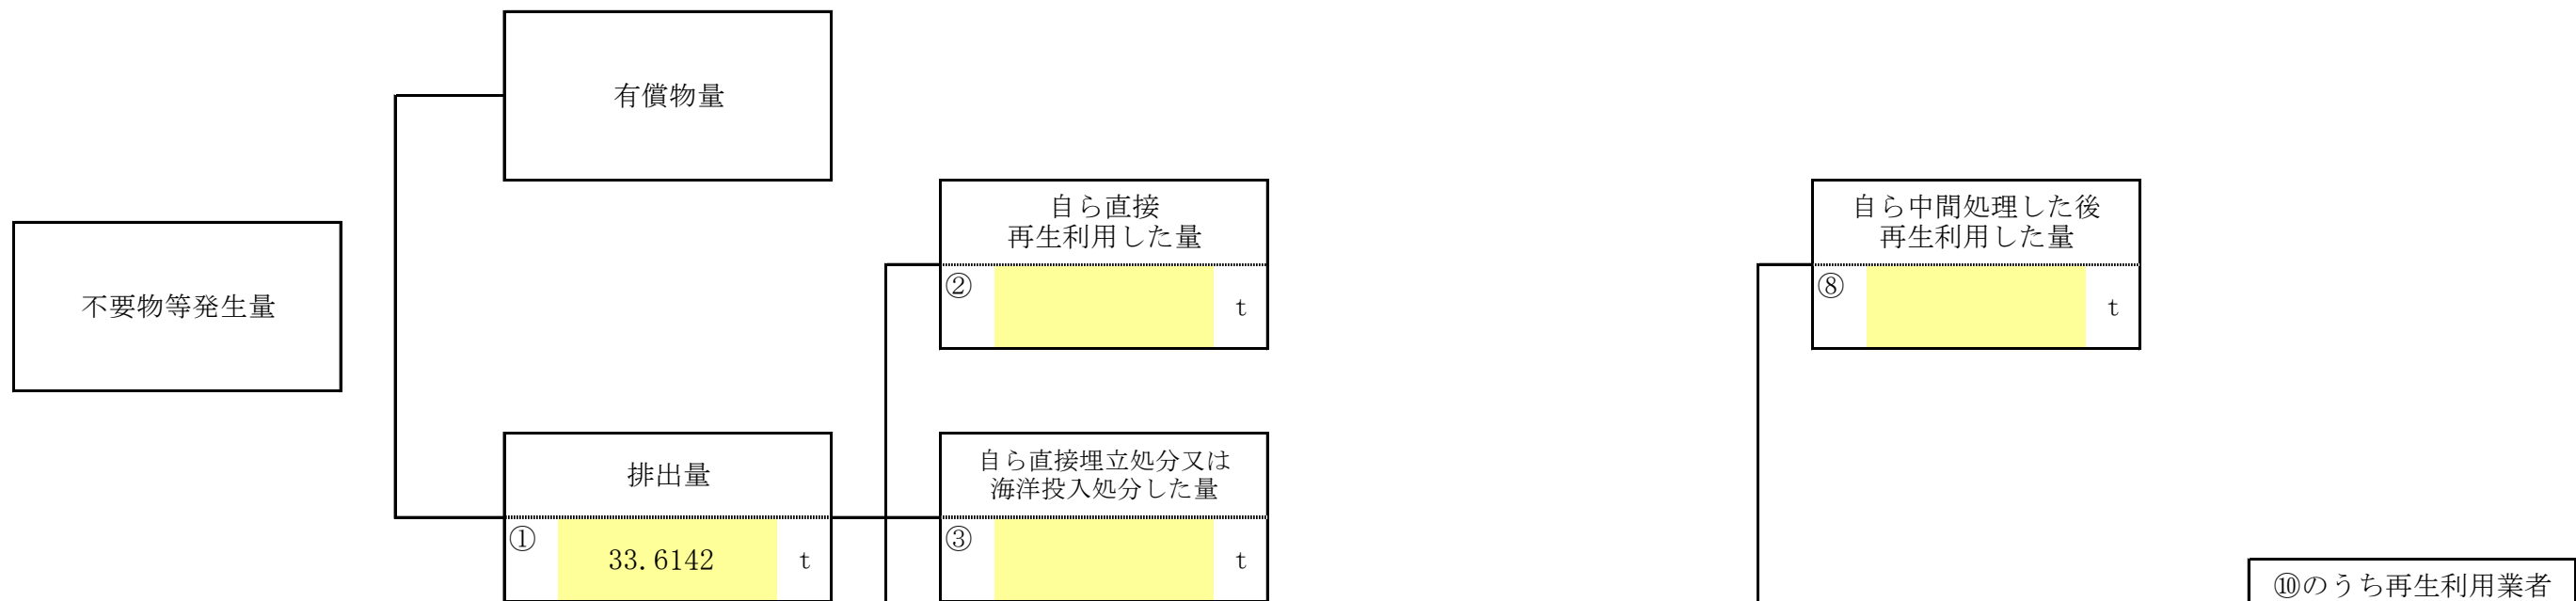 有償物量
自ら直接
再生利用した量
②
t
自ら中間処理した後
再生利用した量
⑧
t
不要物等発生量
排出量
①
33.6142
t
自ら直接埋立処分又は
海洋投入処分した量
③
t
⑩のうち再生利用業者